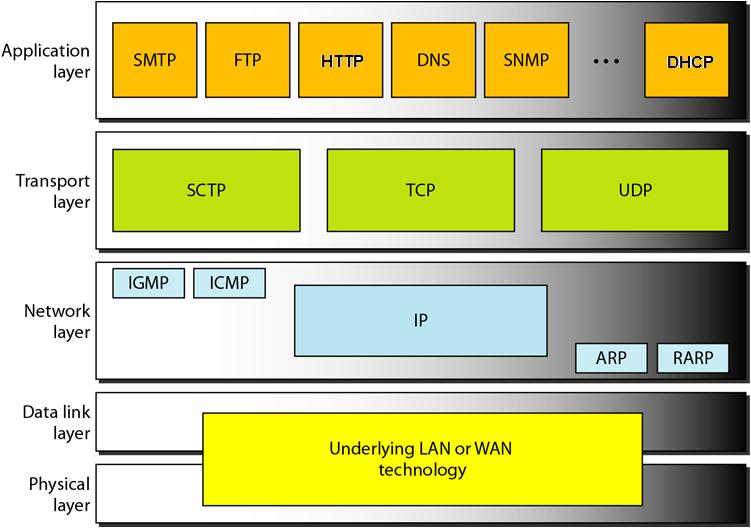 Application
layer
SMTP FTP HTTP DNS SNMP ... DHCP
Transport
layer
SCTP TCP UDP
IGMP ICMP
Network
layer
IP
ARP RARP
Data link
layer
Underlying LAN or WAN
technology
Physical
layer